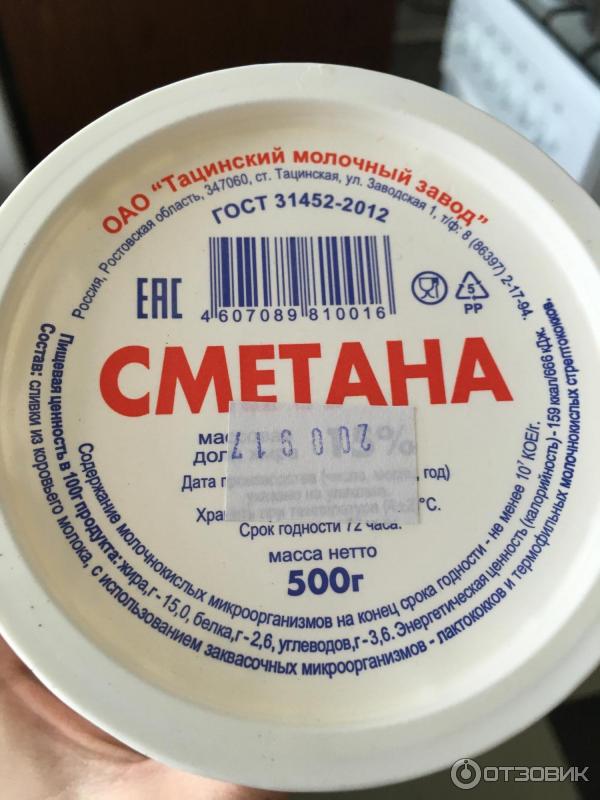 ОАО "Тацинский молочный завод"
Россия, Ростовская область, 347060, ст. Тацинская, ул. Заводская 1, т/ф: 8 (86397) 2-17-94.
ГОСТ 31452-2012
EAC
4 607089 810016
5
PP
СМЕТАНА
200917
%
Дата год)
°С.
Срок годности 72 часа.
масса нетто
500г
Содержание молочнокислых микроорганизмов на конец срока годности - не менее 10⁷ КОЕ/г.
Пищевая ценность в 100г продукта: жира,г - 15,0, белка,г - 2,6, углеводов,г - 3,6. Энергетическая ценность (калорийность) - 159 ккал/666 кДж.
Состав: сливки из коровьего молока, с использованием заквасочных микроорганизмов - лактококков и термофильных молочнокислых стрептококков.
ОТЗОВИК